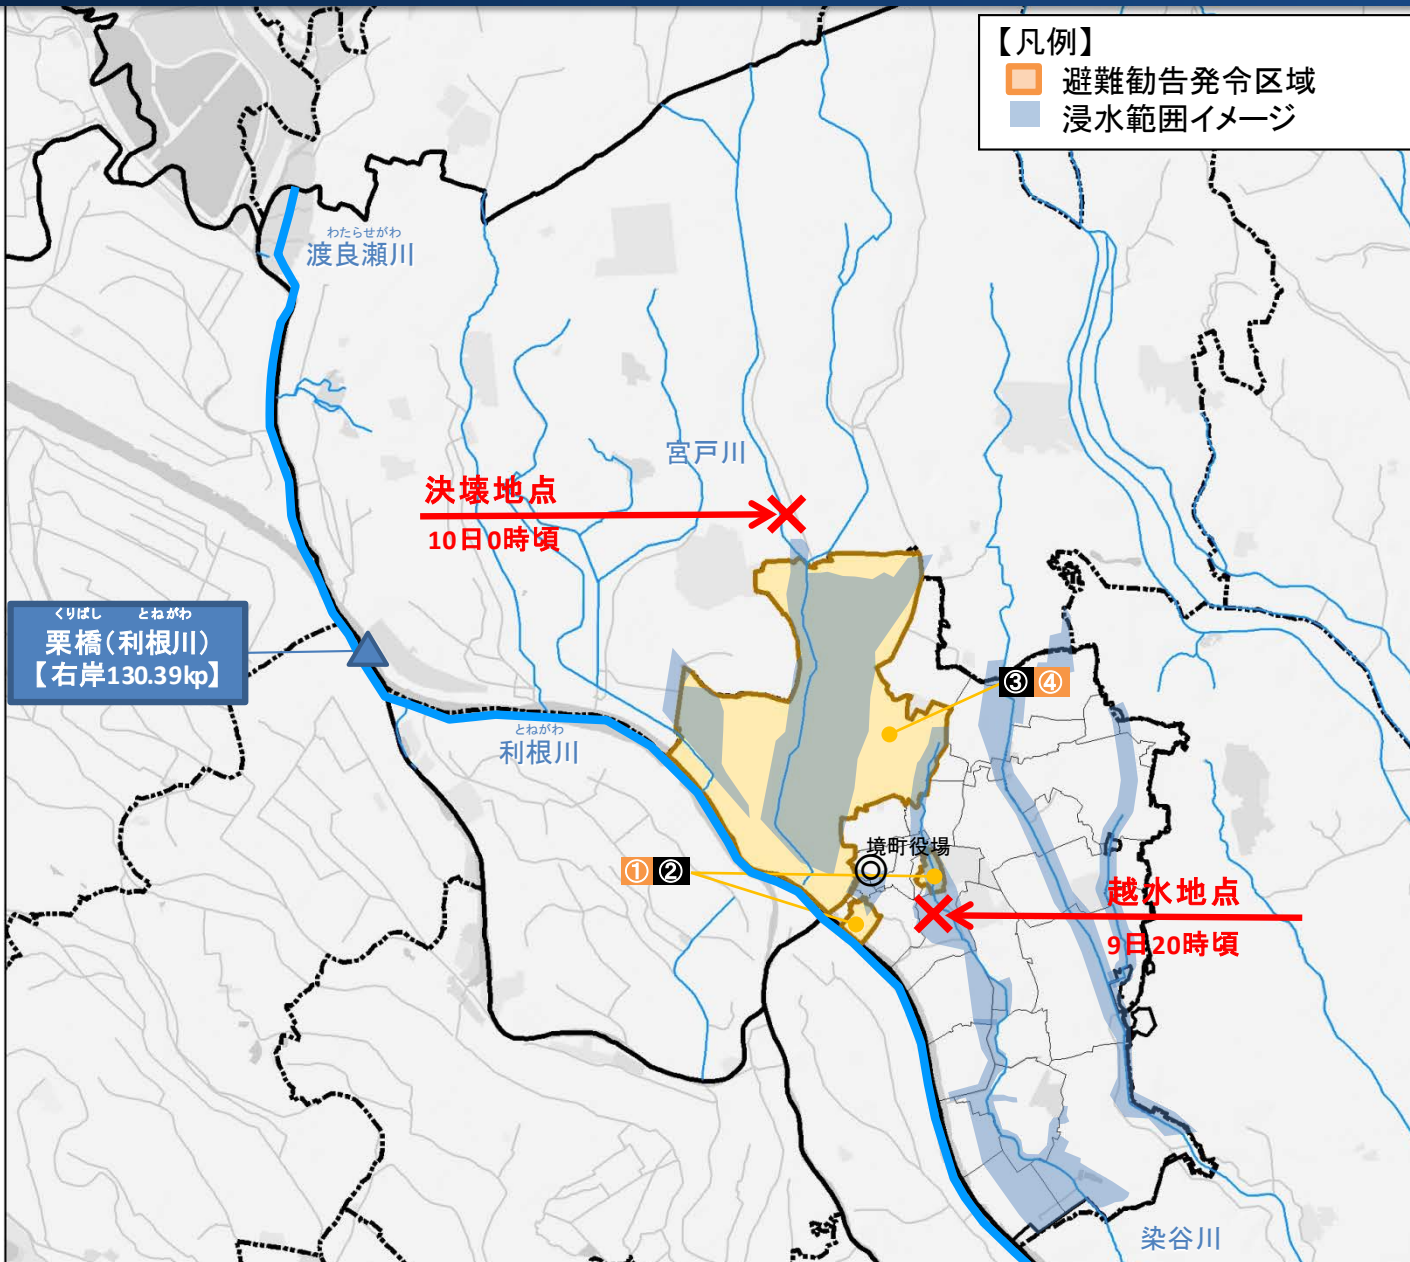 【凡例】
避難勧告発令区域
浸水範囲イメージ
わたらせがわ
渡良瀬川
宮戸川
決壊地点
10日0時頃
くりばし とねがわ
栗橋(利根川)
【右岸130.39kp】
③④
とねがわ
利根川
境町役場
①②
越水地点
9日20時頃
染谷川